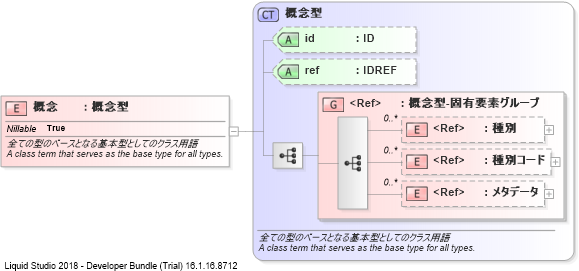 CT 概念型
A id : ID
A ref : IDREF
E 概念 : 概念型
Nillable True
全ての型のベースとなる基本型としてのクラス用語
A class term that serves as the base type for all types.
G <Ref> : 概念型-固有要素グループ
0..*
E <Ref> : 種別
0..*
E <Ref> : 種別コード
0..*
E <Ref> : メタデータ
全ての型のベースとなる基本型としてのクラス用語
A class term that serves as the base type for all types.
Liquid Studio 2018 - Developer Bundle (Trial) 16.1.16.8712